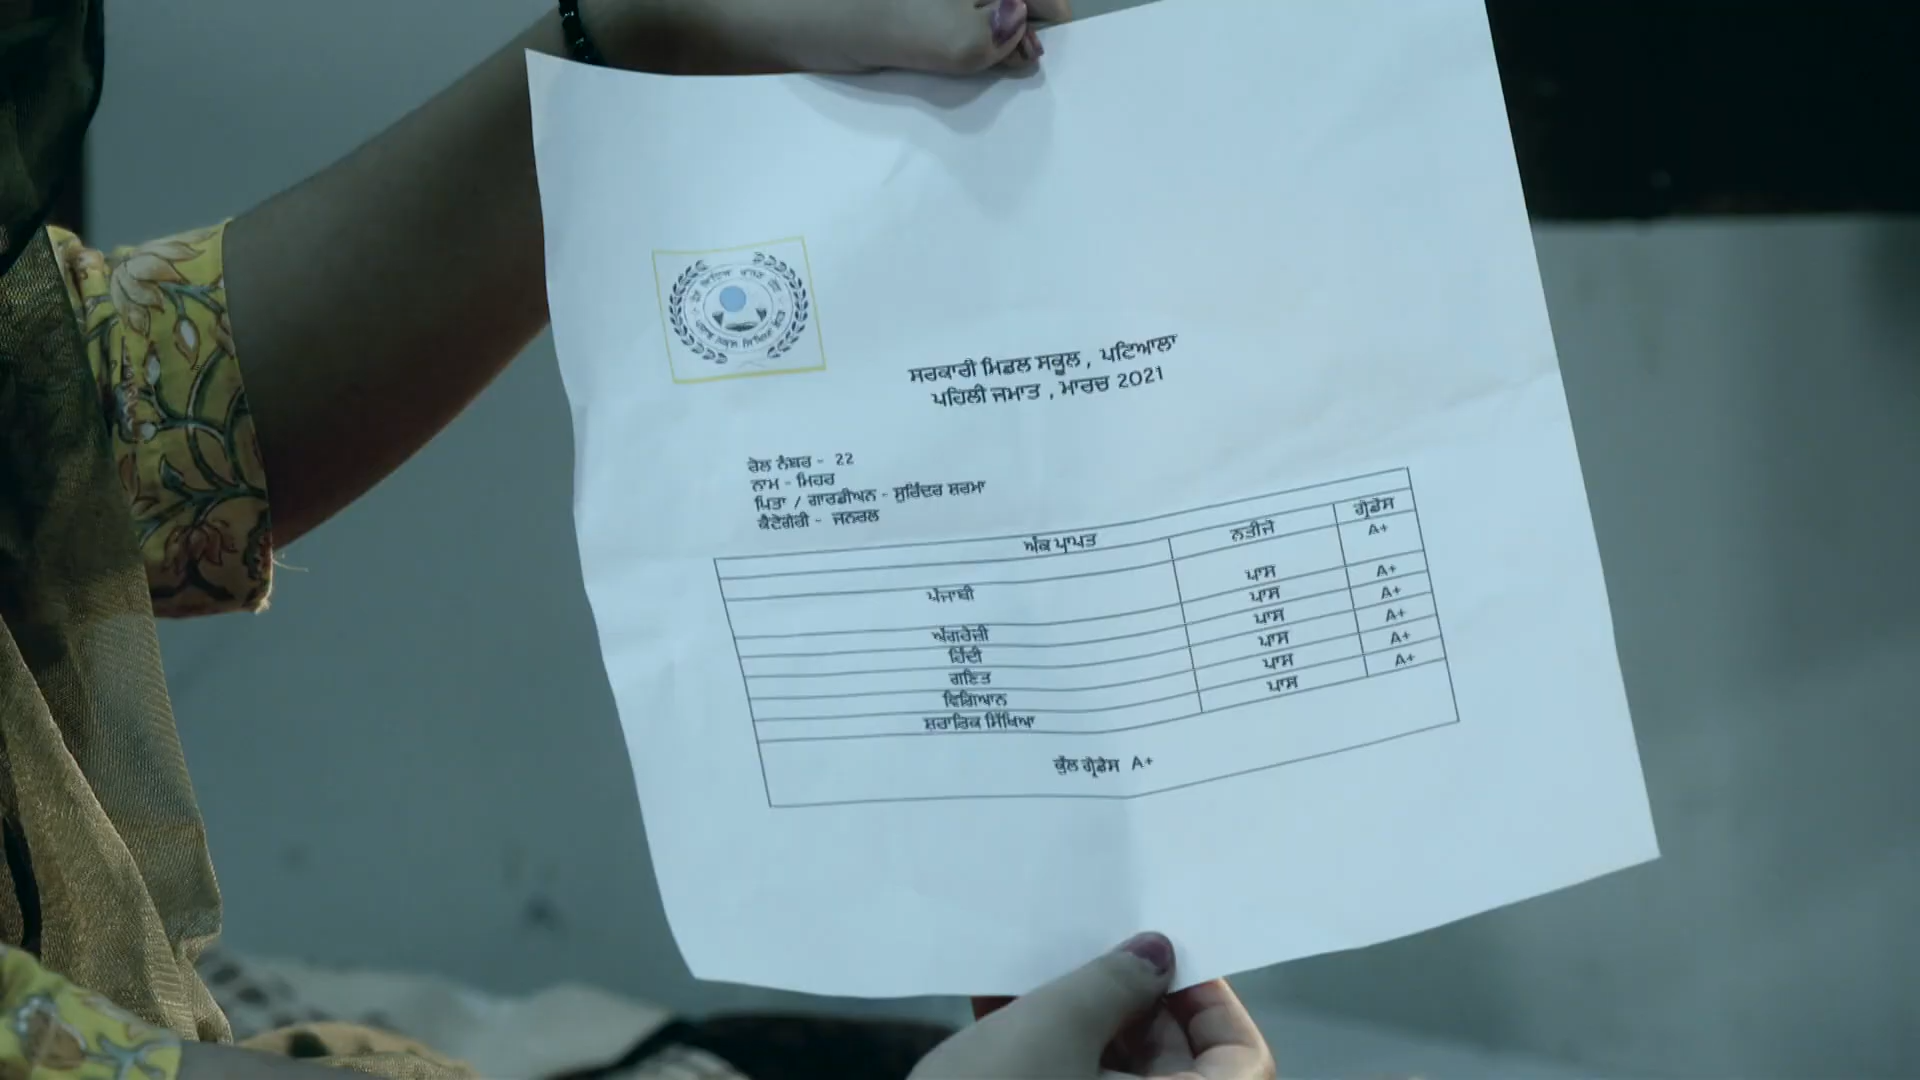 ਸਰਕਾਰੀ ਮਿਡਲ ਸਕੂਲ , ਪਟਿਆਲਾ
ਪਹਿਲੀ ਜਮਾਤ , ਮਾਰਚ 2021
ਰੋਲ ਨੰਬਰ - 22
ਨਾਮ - ਮਿਹਰ
ਪਿਤਾ / ਗਾਰਡੀਅਨ - ਸੁਰਿੰਦਰ ਸ਼ਰਮਾ
ਕੈਟੇਗੋਰੀ - ਜਨਰਲ
ਅੰਕ ਪ੍ਰਾਪਤ ਨਤੀਜੇ ਗ੍ਰੇਡੇਸ
ਪੰਜਾਬੀ ਪਾਸ A+
ਅੰਗਰੇਜ਼ੀ ਪਾਸ A+
ਹਿੰਦੀ ਪਾਸ A+
ਗਣਿਤ ਪਾਸ A+
ਵਿਗਿਆਨ ਪਾਸ A+
ਸ਼ਰਾਰਿਕ ਸਿੱਖਿਆ ਪਾਸ A+
ਕੁੱਲ ਗ੍ਰੇਡੇਸ A+